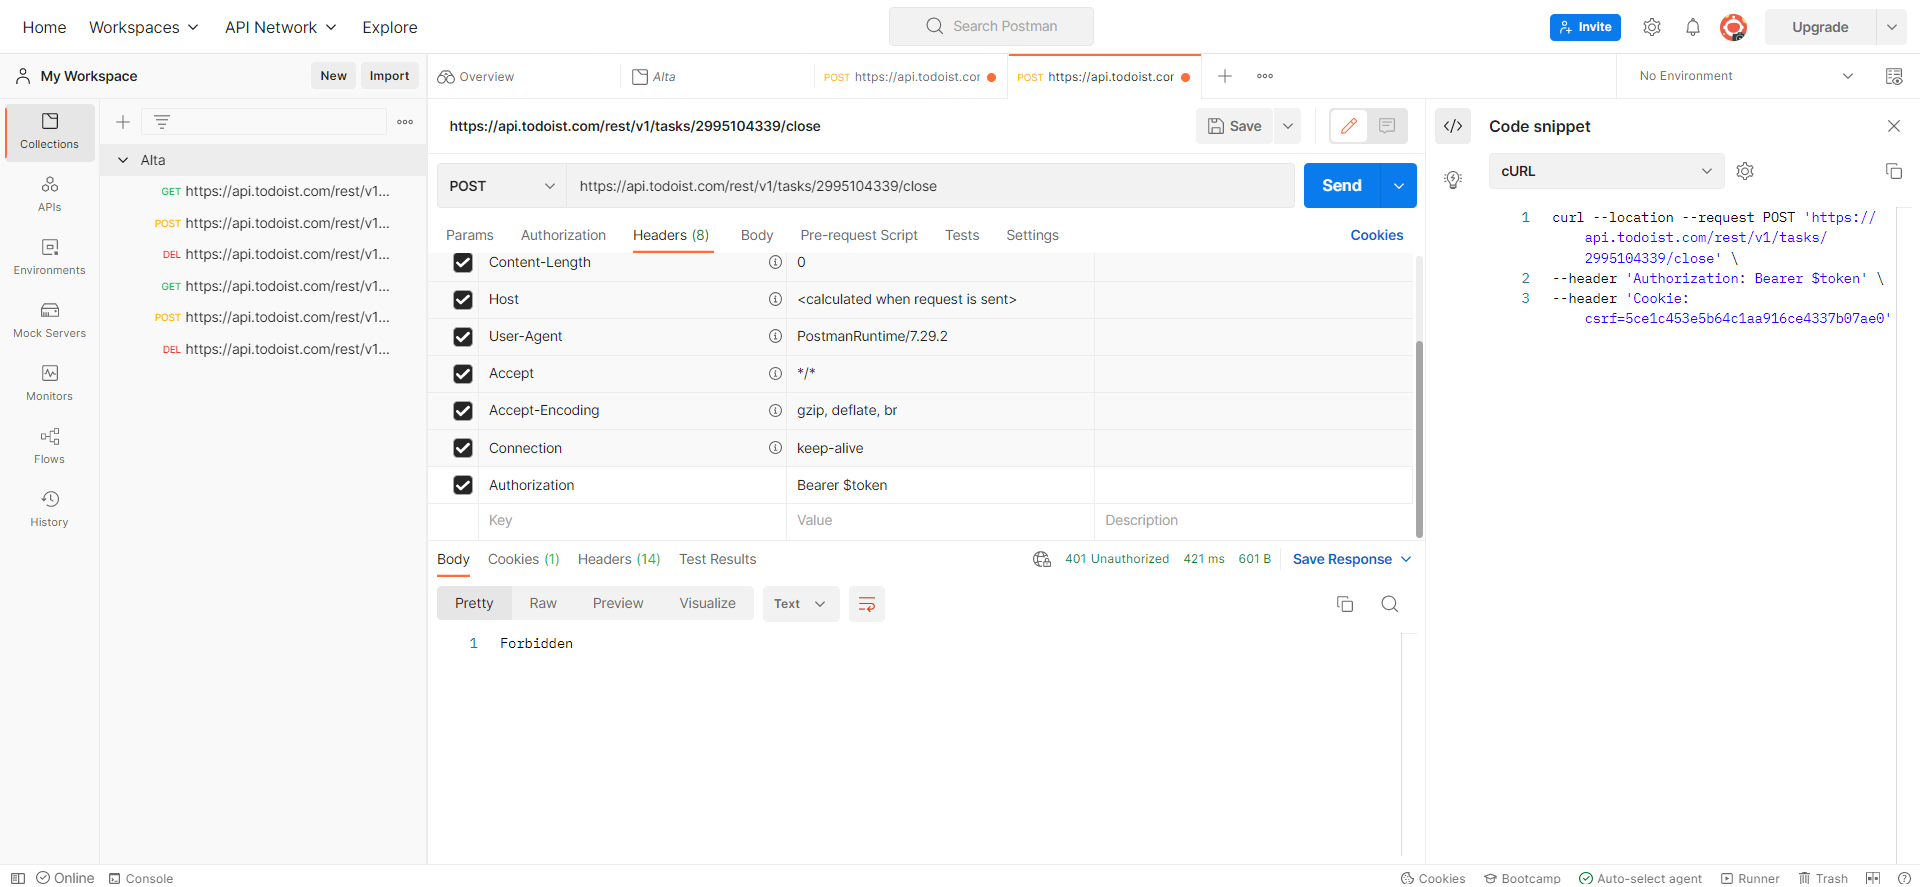 Home
Workspaces
API Network
Explore
Search Postman
Invite
Upgrade
My Workspace
New
Import
Overview
Alta
POST https://api.todoist.cor
POST https://api.todoist.cor
No Environment
Collections
APIs
Environments
Mock Servers
Monitors
Flows
History
Alta
GET https://api.todoist.com/rest/v1...
POST https://api.todoist.com/rest/v1...
DEL https://api.todoist.com/rest/v1...
GET https://api.todoist.com/rest/v1...
POST https://api.todoist.com/rest/v1...
DEL https://api.todoist.com/rest/v1...
https://api.todoist.com/rest/v1/tasks/2995104339/close
Save
POST
https://api.todoist.com/rest/v1/tasks/2995104339/close
Send
Params
Authorization
Headers (8)
Body
Pre-request Script
Tests
Settings
Cookies
Content-Length 0
Host <calculated when request is sent>
User-Agent PostmanRuntime/7.29.2
Accept */*
Accept-Encoding gzip, deflate, br
Connection keep-alive
Authorization Bearer $token
Key Value Description
Body
Cookies (1)
Headers (14)
Test Results
401 Unauthorized 421 ms 601 B
Save Response
Pretty
Raw
Preview
Visualize
Text
1 Forbidden
Code snippet
cURL
1 curl --location --request POST 'https://
api.todoist.com/rest/v1/tasks/
2995104339/close' \
2 --header 'Authorization: Bearer $token' \
3 --header 'Cookie:
csrf=5ce1c453e5b64c1aa916ce4337b07ae0'
Online
Console
Cookies
Bootcamp
Auto-select agent
Runner
Trash